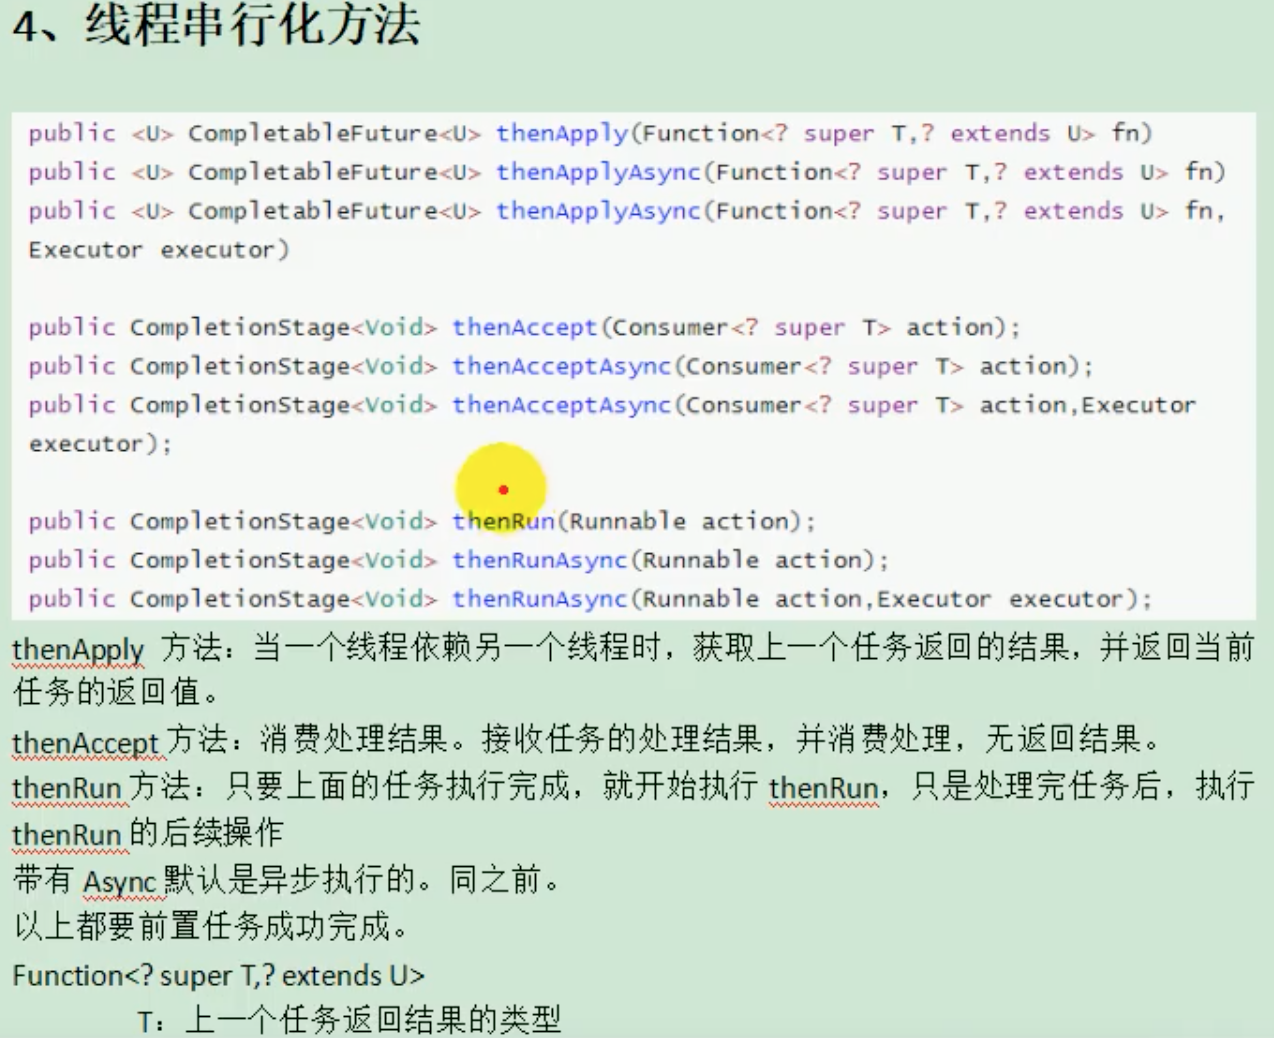 4、线程串行化方法
public <U> CompletableFuture<U> thenApply(Function<? super T,? extends U> fn)
public <U> CompletableFuture<U> thenApplyAsync(Function<? super T,? extends U> fn)
public <U> CompletableFuture<U> thenApplyAsync(Function<? super T,? extends U> fn,
Executor executor)
public CompletionStage<Void> thenAccept(Consumer<? super T> action);
public CompletionStage<Void> thenAcceptAsync(Consumer<? super T> action);
public CompletionStage<Void> thenAcceptAsync(Consumer<? super T> action,Executor
executor);
public CompletionStage<Void> thenRun(Runnable action);
public CompletionStage<Void> thenRunAsync(Runnable action);
public CompletionStage<Void> thenRunAsync(Runnable action,Executor executor);
thenApply 方法：当一个线程依赖另一个线程时，获取上一个任务返回的结果，并返回当前
任务的返回值。
thenAccept 方法：消费处理结果。接收任务的处理结果，并消费处理，无返回结果。
thenRun 方法：只要上面的任务执行完成，就开始执行 thenRun，只是处理完任务后，执行
thenRun 的后续操作
带有 Async 默认是异步执行的。同之前。
以上都要前置任务成功完成。
Function<? super T,? extends U>
T：上一个任务返回结果的类型